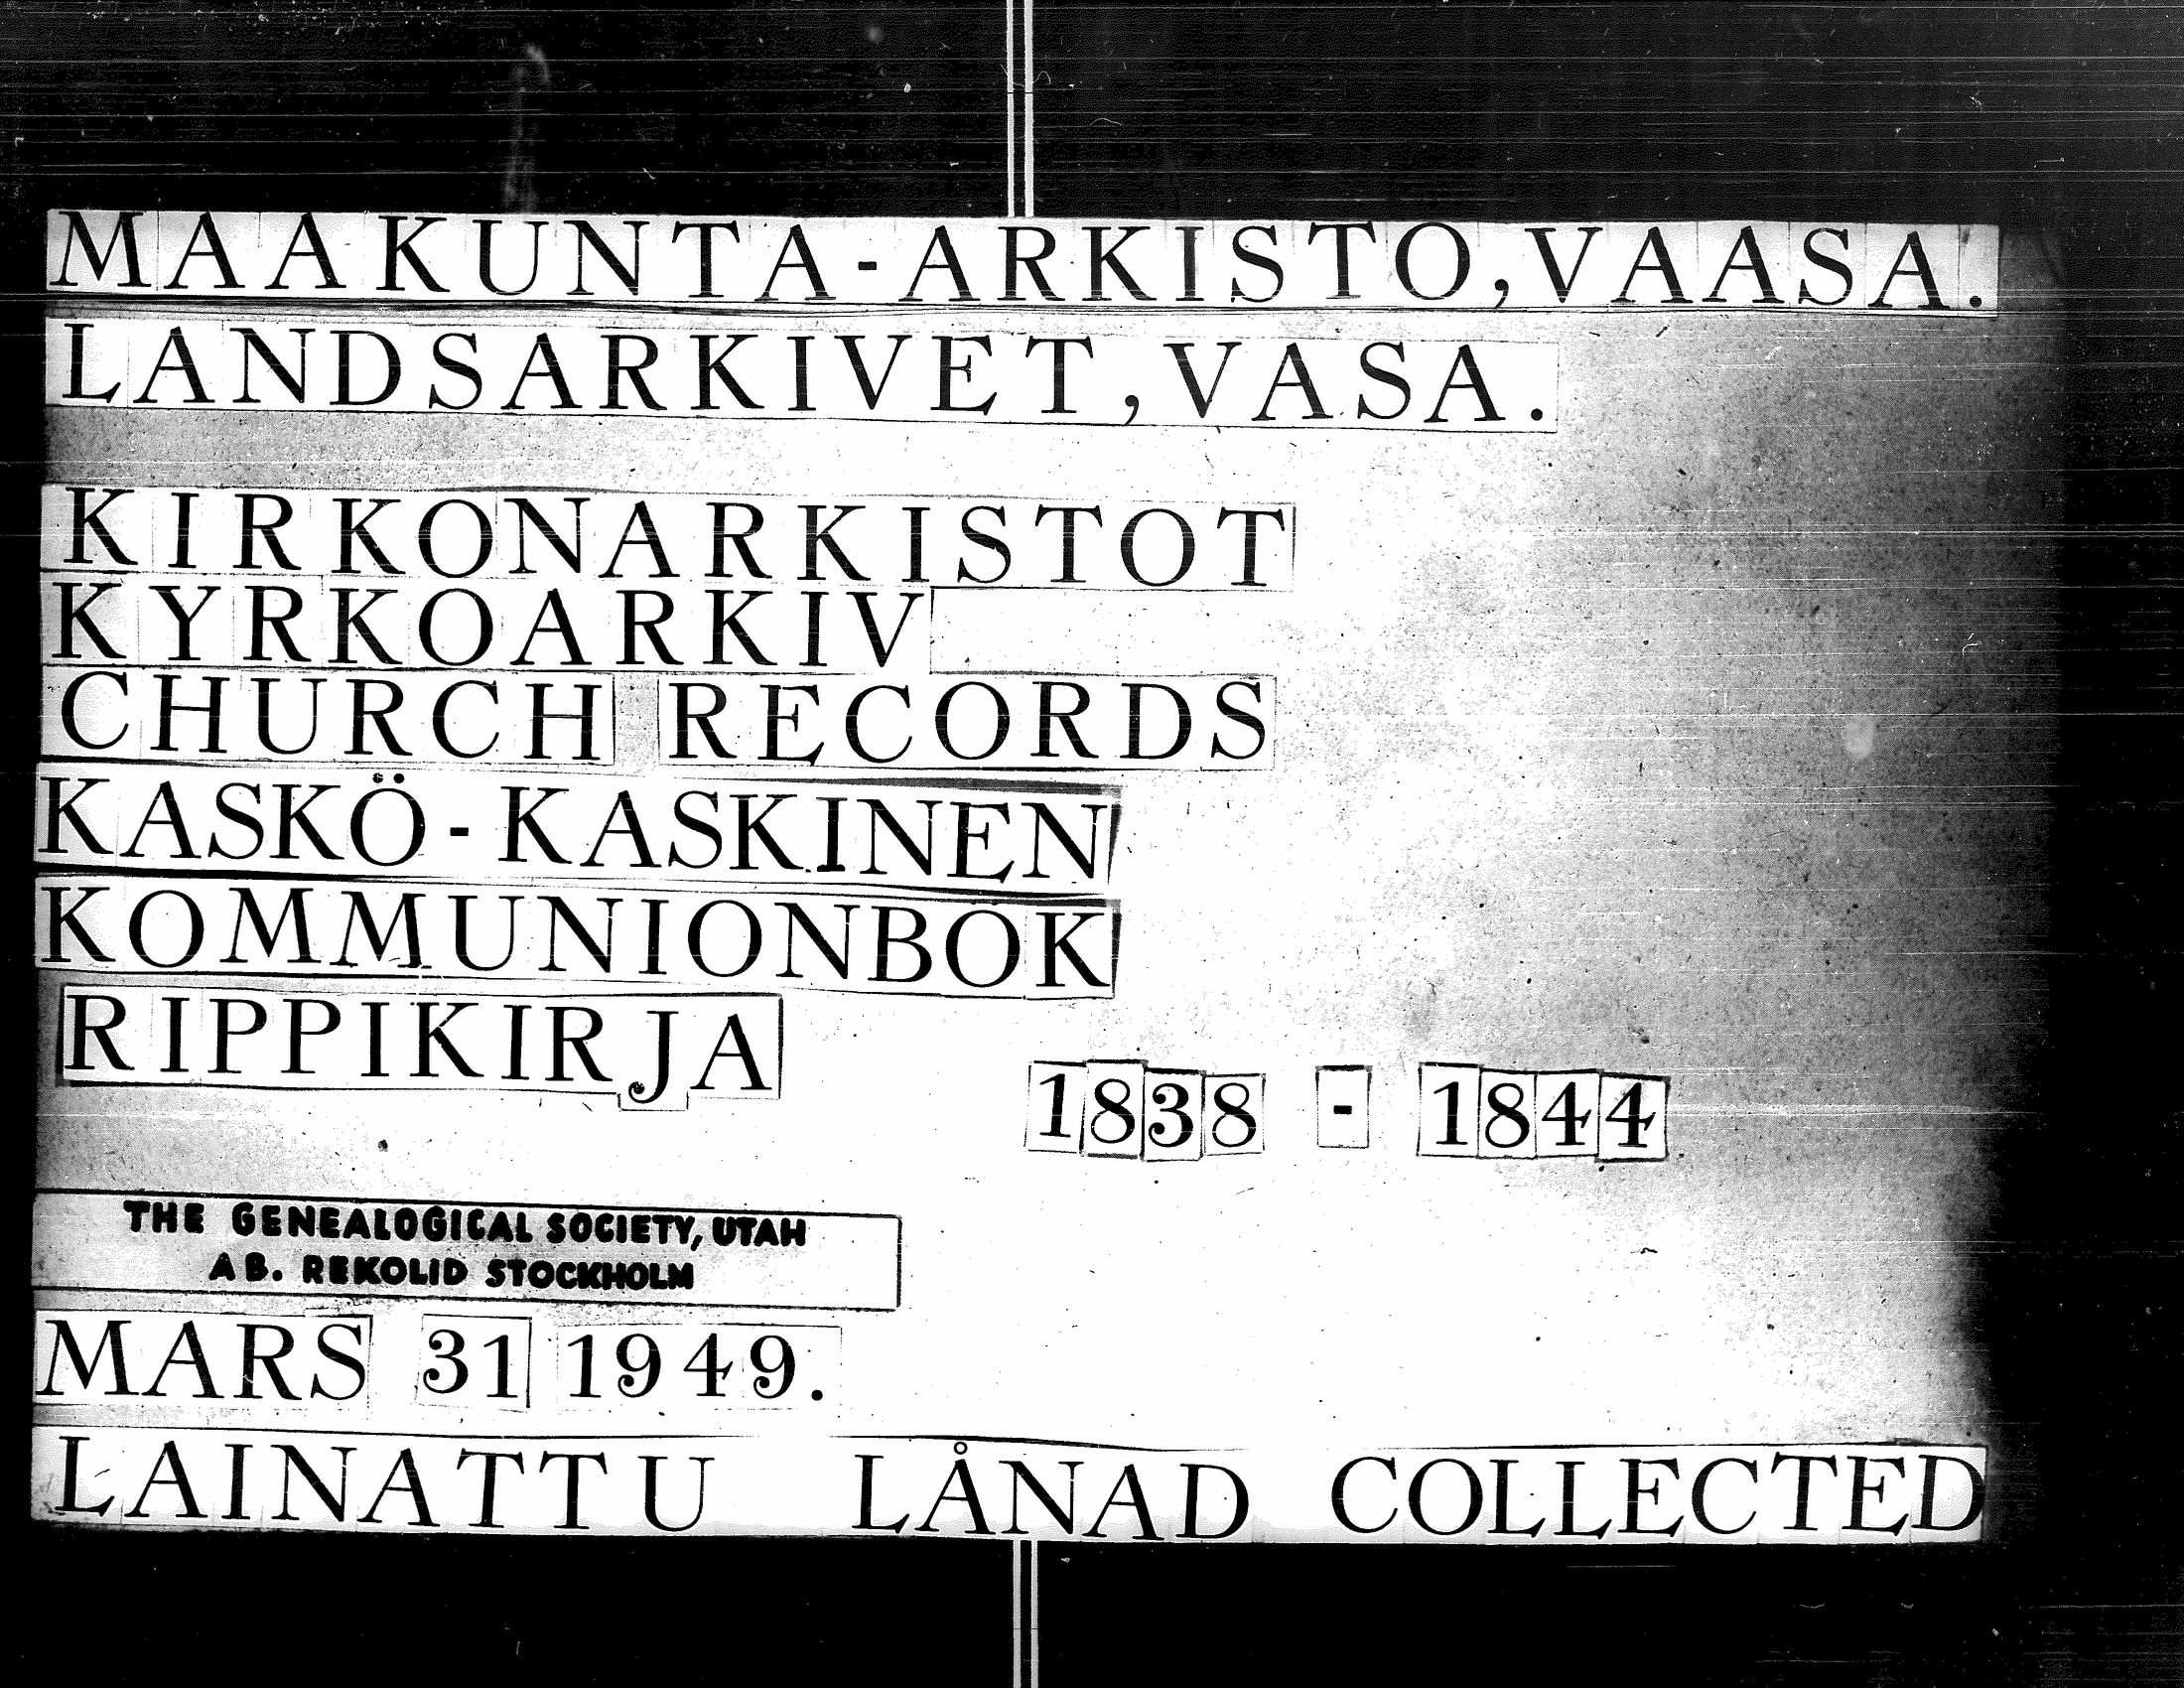 MAAKUNTA-ARKISTO, VAASA.
LANDSARKIVET, VASA.
KIRKONARKISTOT
KYRKOARKIV
CHURCH RECORDS
KASKÖ - KASKINEN
KOMMUNIONBOK
RIPPIKIRJA
1838 - 1844
THE GENEALOGICAL SOCIETY, UTAH
AB. REKOLID STOCKHOLM
MARS 31 1949.
LAINATTU LÅNAD COLLECTED